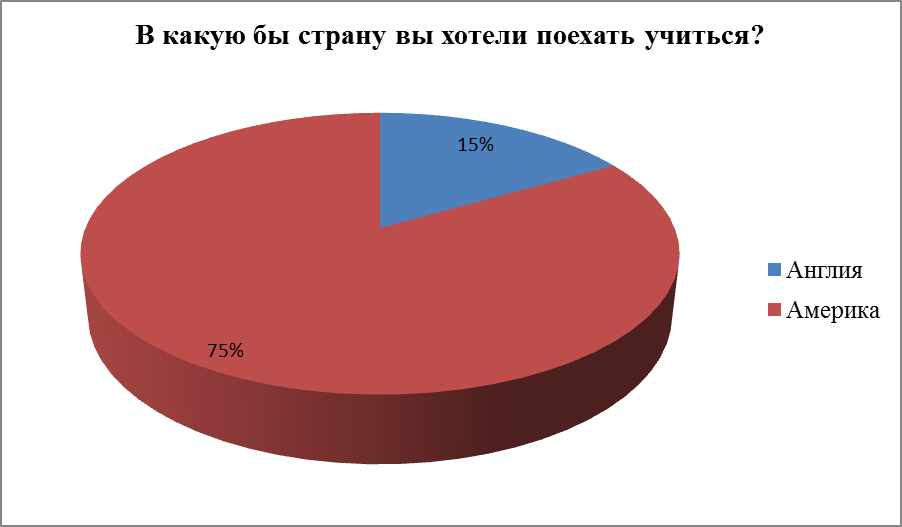 В какую бы страну вы хотели поехать учиться?
15%
75%
Англия
Америка